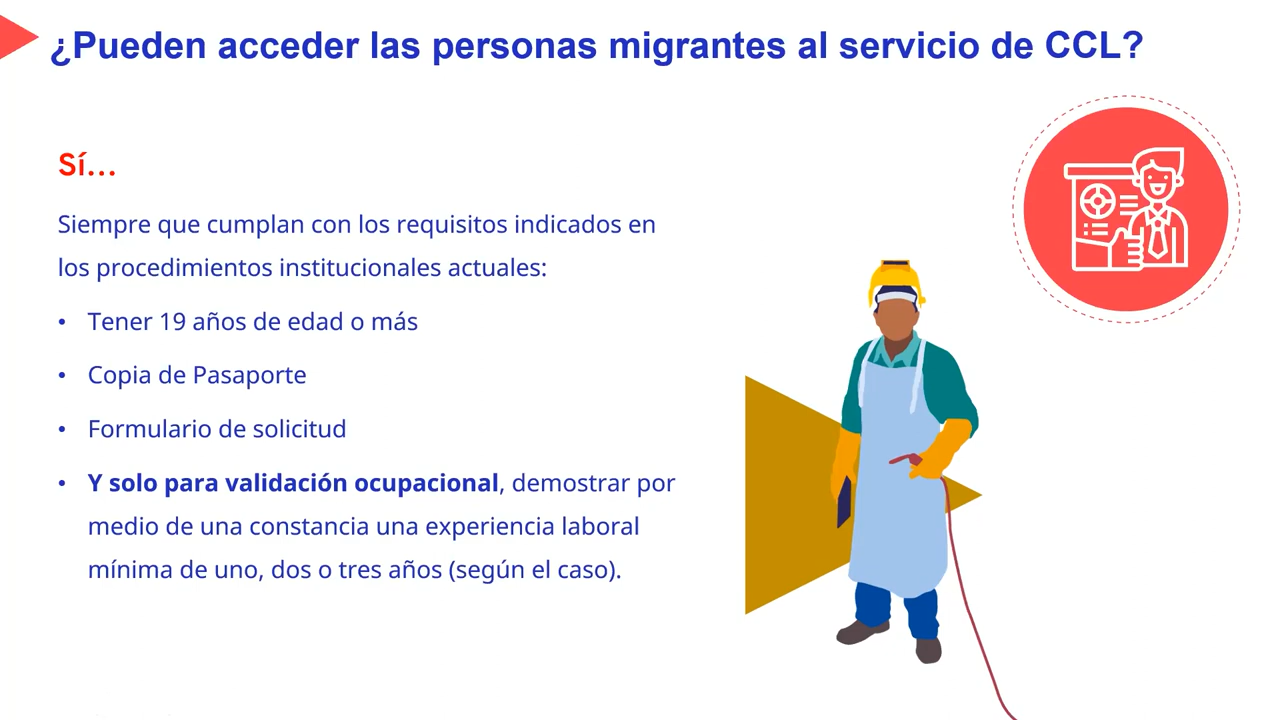 ¿Pueden acceder las personas migrantes al servicio de CCL?
Sí...
Siempre que cumplan con los requisitos indicados en
los procedimientos institucionales actuales:
• Tener 19 años de edad o más
• Copia de Pasaporte
• Formulario de solicitud
• Y solo para validación ocupacional, demostrar por
medio de una constancia una experiencia laboral
mínima de uno, dos o tres años (según el caso).